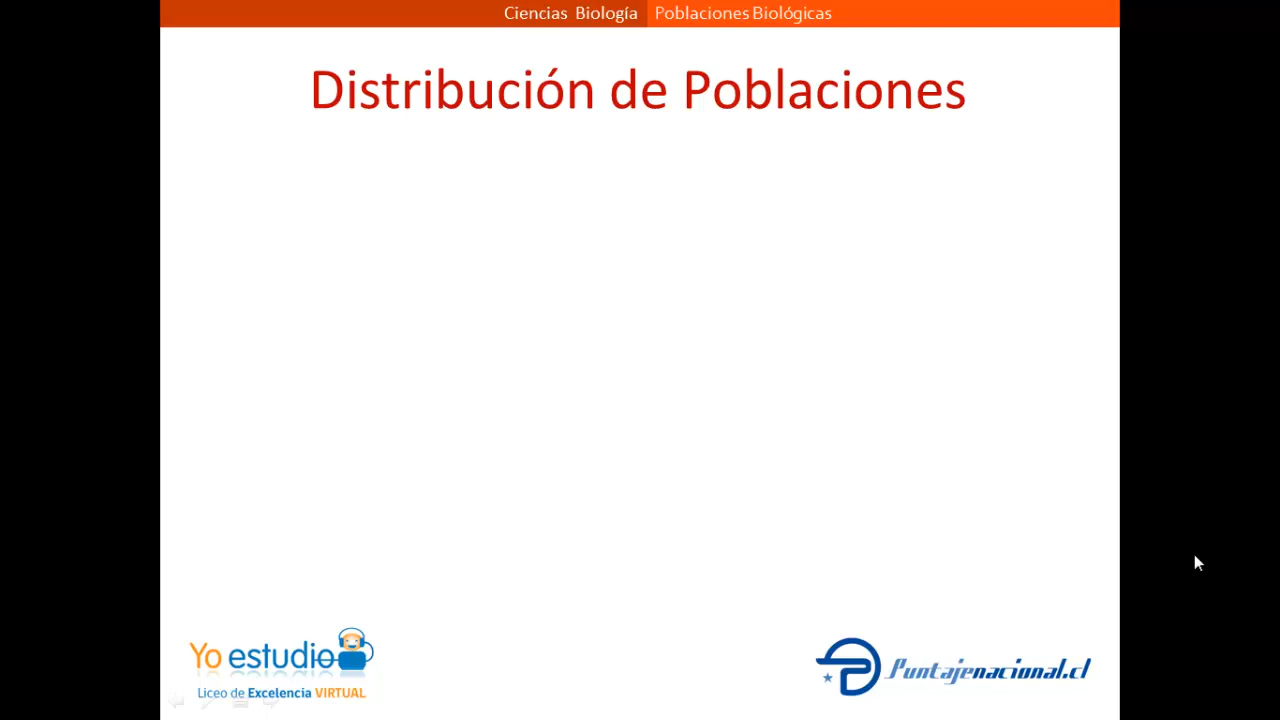 Ciencias Biología Poblaciones Biológicas
Distribución de Poblaciones
Yo estudio
Liceo de Excelencia VIRTUAL
Puntajenacional.cl